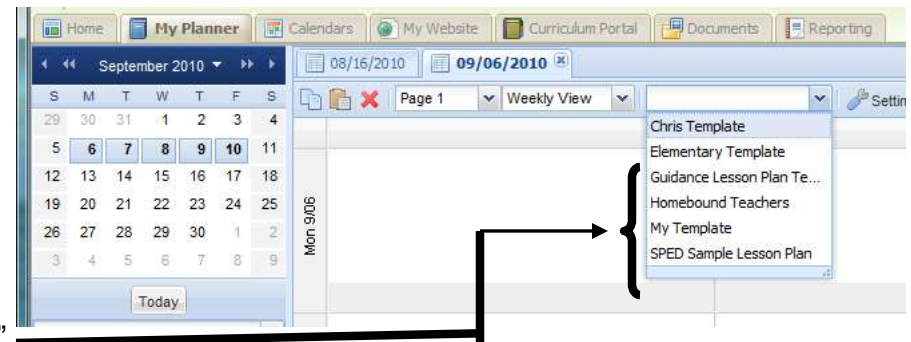 Home My Planner Calendars My Website Curriculum Portal Documents Reporting
September 2010
08/16/2010 09/06/2010
S M T W T F S
Page 1 Weekly View Settin
29 30 31 1 2 3 4
5 6 7 8 9 10 11
12 13 14 15 16 17 18
19 20 21 22 23 24 25
26 27 28 29 30 1 2
3 4 5 6 7 8 9
Today
Mon 9/06
Chris Template
Elementary Template
Guidance Lesson Plan Te...
Homebound Teachers
My Template
SPED Sample Lesson Plan
”